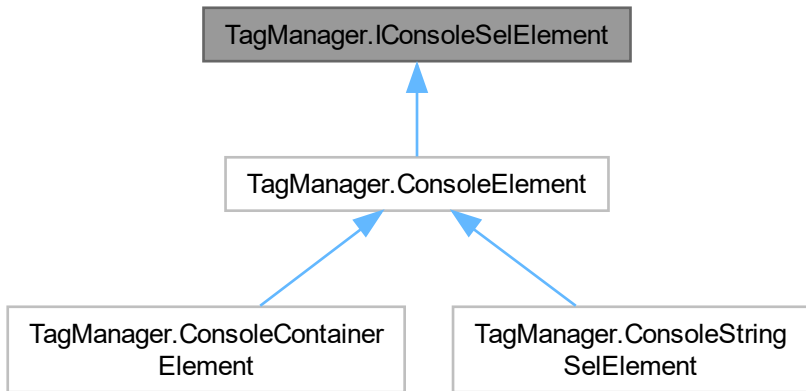 TagManager.IConsoleSelElement
TagManager.ConsoleElement
TagManager.ConsoleContainer
Element
TagManager.ConsoleString
SelElement